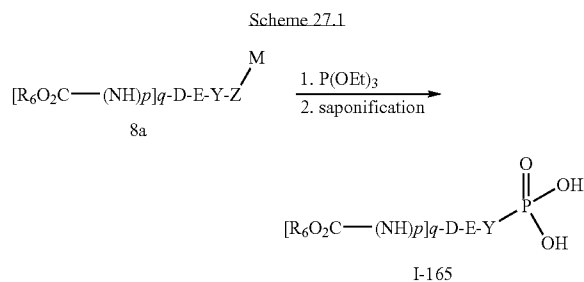 Scheme 27.1
M
[R6O2C—(NH)p]q-D-E-Y-Z
1. P(OEt)3
2. saponification
8a
O
OH
P
[R6O2C—(NH)p]q-D-E-Y
OH
I-165